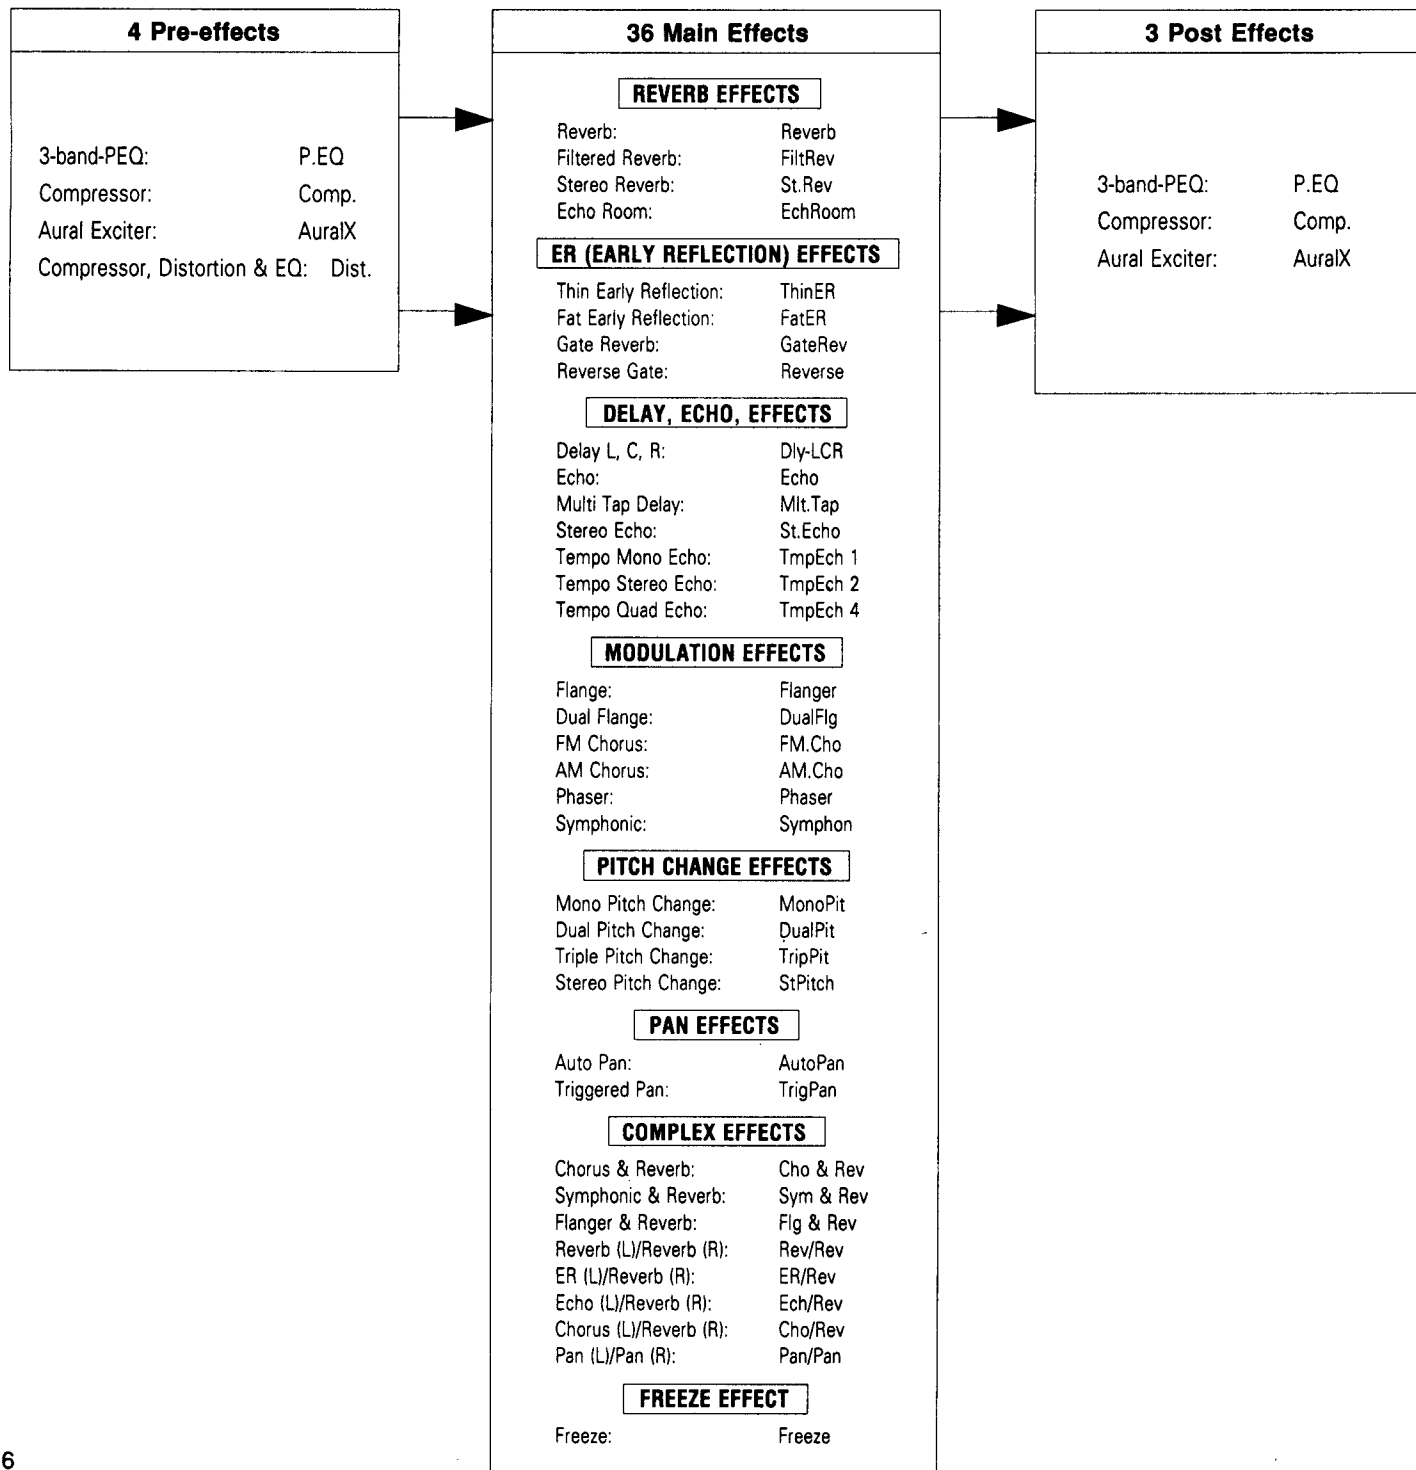 4 Pre-effects
3-band-PEQ: P.EQ
Compressor: Comp.
Aural Exciter: AuralX
Compressor, Distortion & EQ: Dist.
36 Main Effects
REVERB EFFECTS
Reverb: Reverb
Filtered Reverb: FiltRev
Stereo Reverb: St.Rev
Echo Room: EchRoom
ER (EARLY REFLECTION) EFFECTS
Thin Early Reflection: ThinER
Fat Early Reflection: FatER
Gate Reverb: GateRev
Reverse Gate: Reverse
DELAY, ECHO, EFFECTS
Delay L, C, R: Dly-LCR
Echo: Echo
Multi Tap Delay: Mlt.Tap
Stereo Echo: St.Echo
Tempo Mono Echo: TmpEch 1
Tempo Stereo Echo: TmpEch 2
Tempo Quad Echo: TmpEch 4
MODULATION EFFECTS
Flange: Flanger
Dual Flange: DualFlg
FM Chorus: FM.Cho
AM Chorus: AM.Cho
Phaser: Phaser
Symphonic: Symphon
PITCH CHANGE EFFECTS
Mono Pitch Change: MonoPit
Dual Pitch Change: DualPit
Triple Pitch Change: TripPit
Stereo Pitch Change: StPitch
PAN EFFECTS
Auto Pan: AutoPan
Triggered Pan: TrigPan
COMPLEX EFFECTS
Chorus & Reverb: Cho & Rev
Symphonic & Reverb: Sym & Rev
Flanger & Reverb: Flg & Rev
Reverb (L)/Reverb (R): Rev/Rev
ER (L)/Reverb (R): ER/Rev
Echo (L)/Reverb (R): Ech/Rev
Chorus (L)/Reverb (R): Cho/Rev
Pan (L)/Pan (R): Pan/Pan
FREEZE EFFECT
Freeze: Freeze
3 Post Effects
3-band-PEQ: P.EQ
Compressor: Comp.
Aural Exciter: AuralX
6